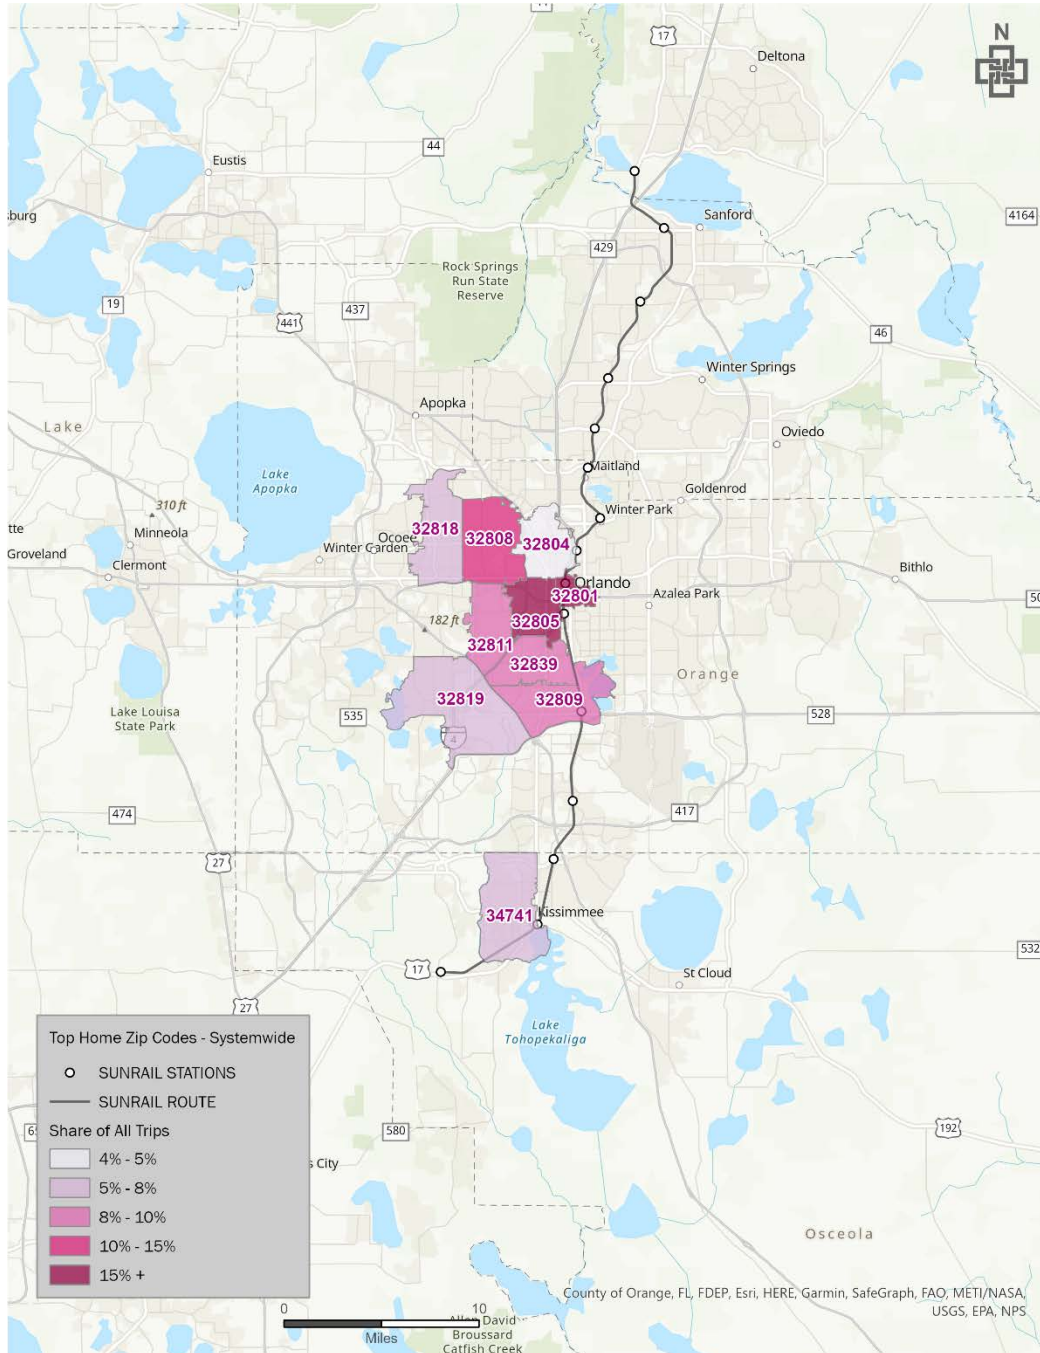 44
17
Deltona
N
Eustis
44
sburg
Sanford
4164
429
Rock Springs
Run State
Reserve
19
437
441
46
Winter Springs
Apopka
Lake
Oviedo
Maitland
Lake
Apopka
Goldenrod
310 ft
Winter Park
tte
Minneola
Ocoee
32818
32808
32804
Groveland
Winter Garden
Clermont
Orlando
Bithlo
32801
Azalea Park
50
182 ft
32805
32811
32839
Orange
32819
32809
Lake Louisa
State Park
535
528
4
474
417
27
34741
Kissimmee
532
17
St Cloud
27
Lake
Tohopekaliga
Top Home Zip Codes - Systemwide
SUNRAIL STATIONS
SUNRAIL ROUTE
Share of All Trips
4% - 5%
5% - 8%
8% - 10%
10% - 15%
15% +
580
192
s City
Osceola
County of Orange, FL, FDEP, Esri, HERE, Garmin, SafeGraph, FAO, METI/NASA,
USGS, EPA, NPS
0
10
Miles
Allen David
Broussard
Catfish Creek